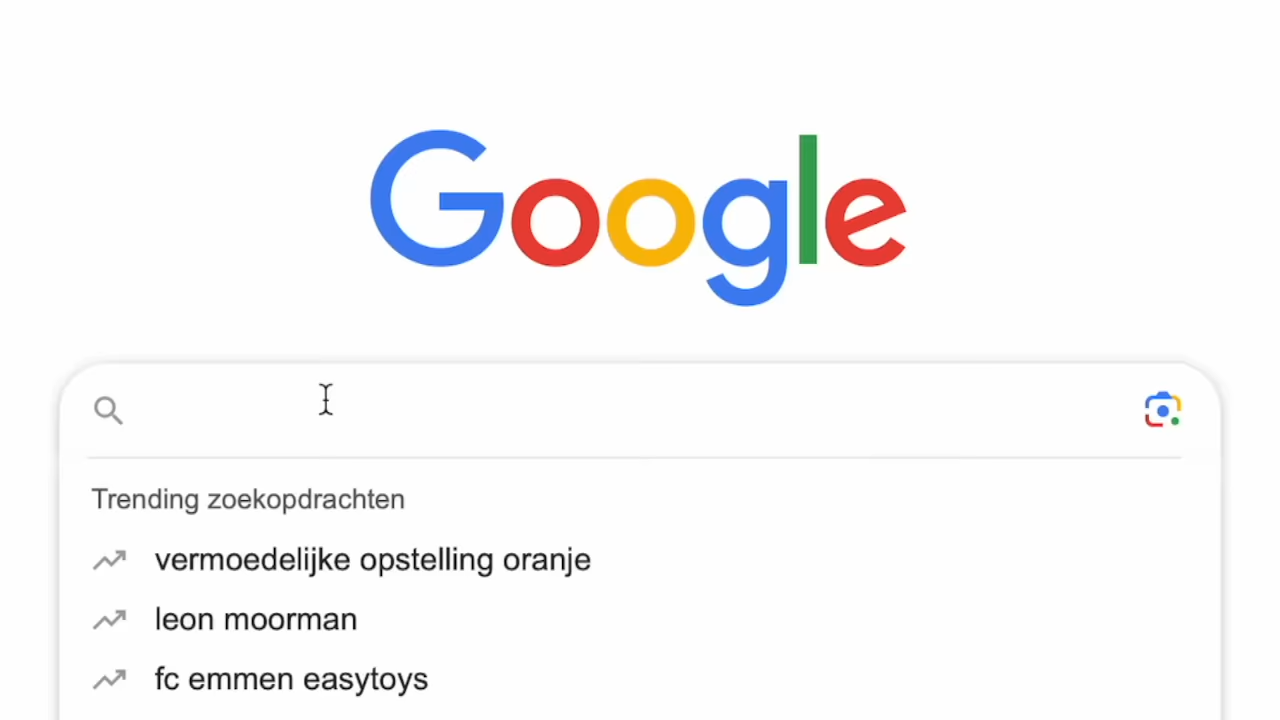 Google
Trending zoekopdrachten
vermoedelijke opstelling oranje
leon moorman
fc emmen easytoys